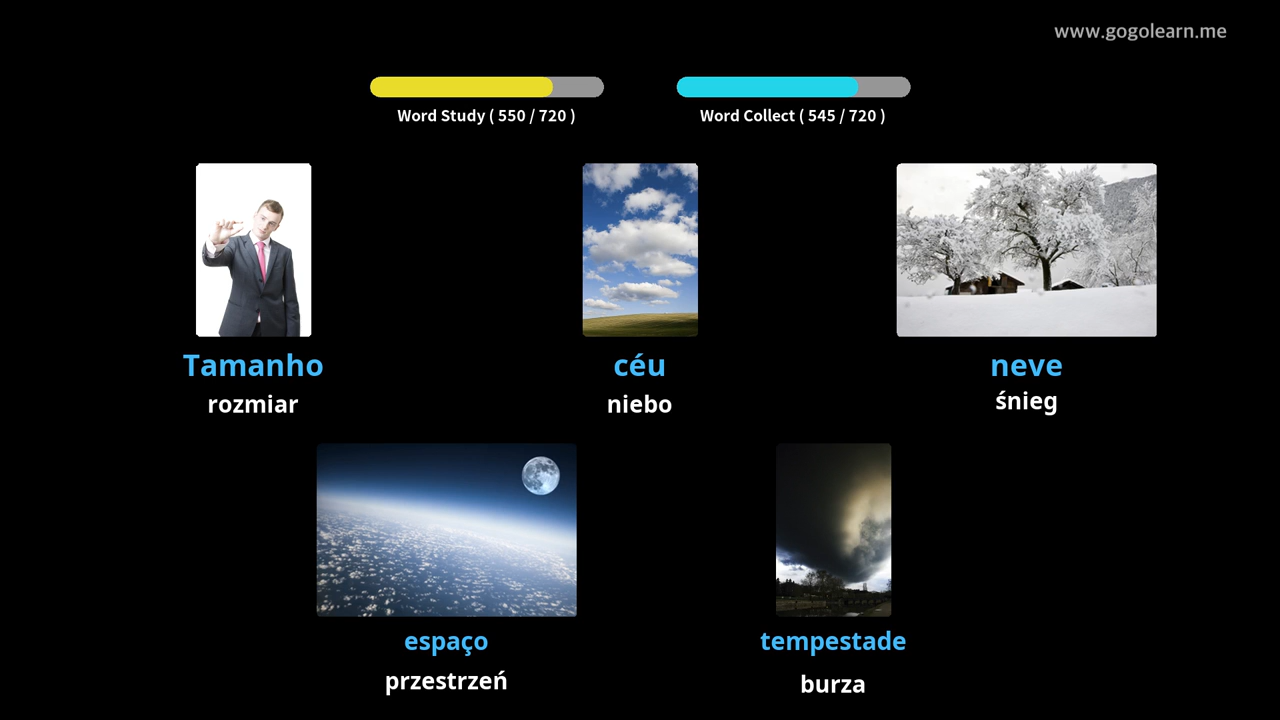 www.gogolearn.me
Word Study ( 550 / 720 )
Word Collect ( 545 / 720 )
Tamanho
rozmiar
céu
niebo
neve
śnieg
espaço
przestrzeń
tempestade
burza